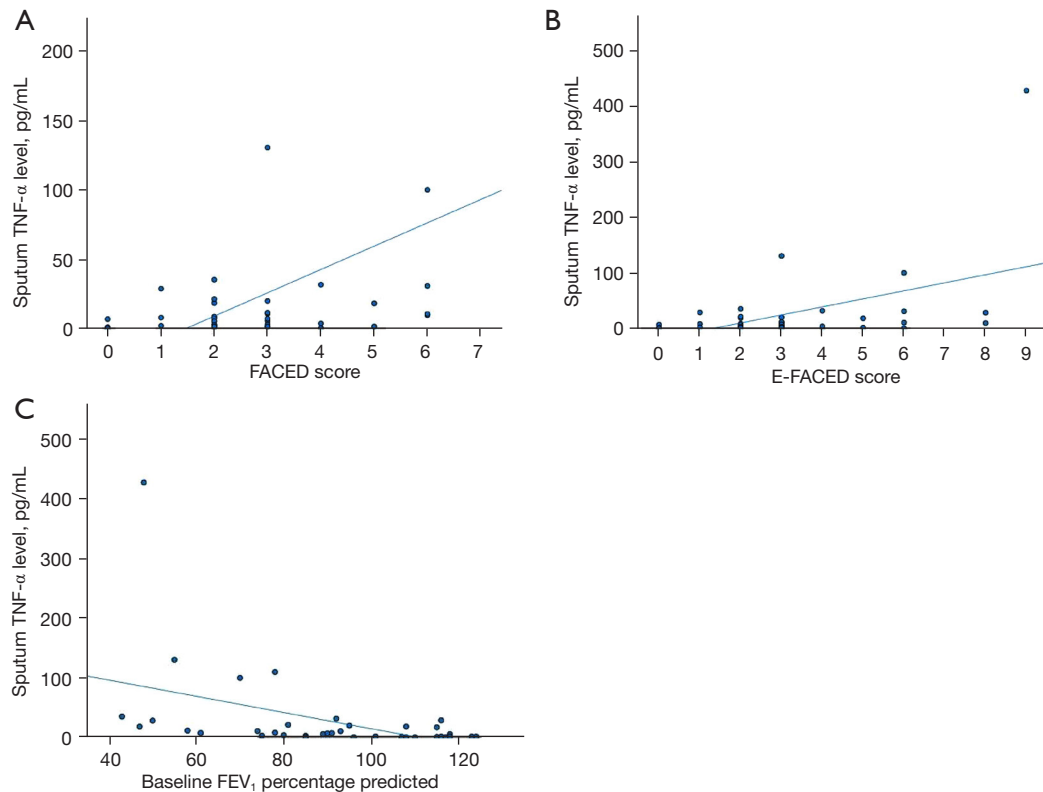 A
Sputum TNF-α level, pg/mL
200
150
100
50
0
0 1 2 3 4 5 6 7
FACED score
B
Sputum TNF-α level, pg/mL
500
400
300
200
100
0
0 1 2 3 4 5 6 7 8 9
E-FACED score
C
Sputum TNF-α level, pg/mL
500
400
300
200
100
0
40 60 80 100 120
Baseline FEV₁ percentage predicted